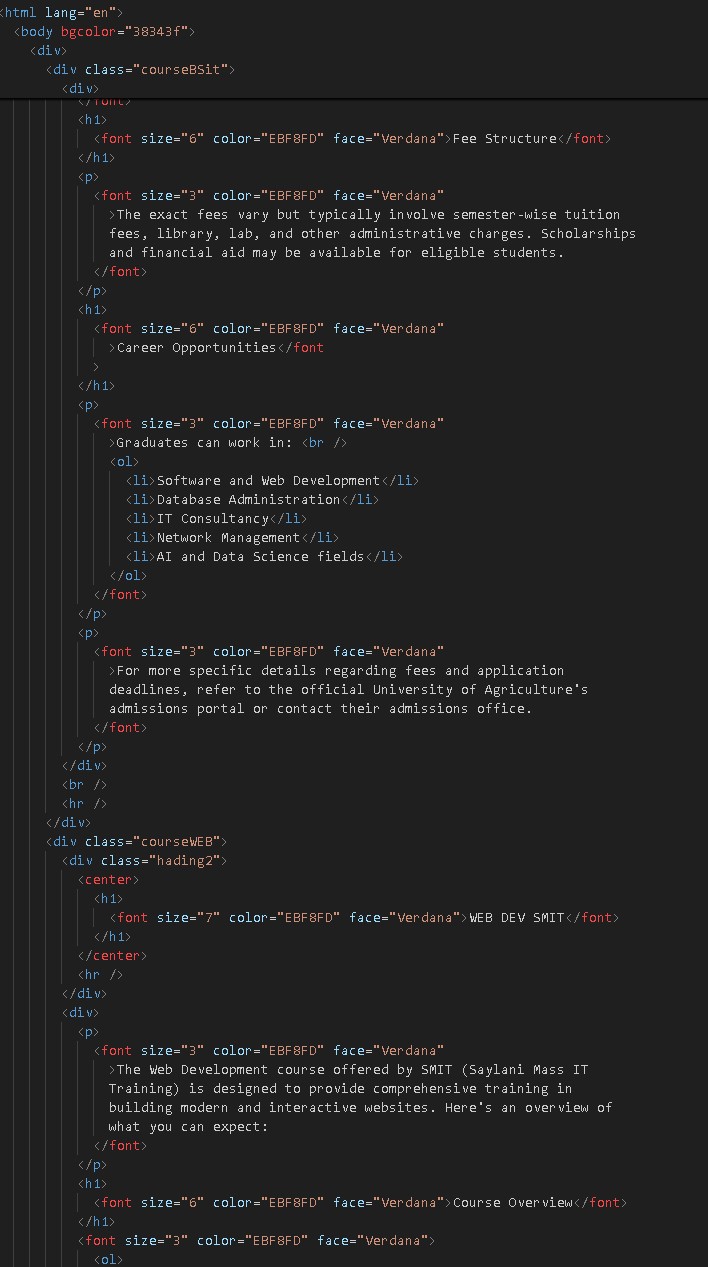 <html lang="en">
<body bgcolor="38343f">
<div>
<div class="courseBSit">
<div>
</font>
<h1>
<font size="6" color="EBF8FD" face="Verdana">Fee Structure</font>
</h1>
<p>
<font size="3" color="EBF8FD" face="Verdana"
>The exact fees vary but typically involve semester-wise tuition
fees, library, lab, and other administrative charges. Scholarships
and financial aid may be available for eligible students.
</font>
</p>
<h1>
<font size="6" color="EBF8FD" face="Verdana"
>Career Opportunities</font
>
</h1>
<p>
<font size="3" color="EBF8FD" face="Verdana"
>Graduates can work in: <br />
<ol>
<li>Software and Web Development</li>
<li>Database Administration</li>
<li>IT Consultancy</li>
<li>Network Management</li>
<li>AI and Data Science fields</li>
</ol>
</font>
</p>
<p>
<font size="3" color="EBF8FD" face="Verdana"
>For more specific details regarding fees and application
deadlines, refer to the official University of Agriculture's
admissions portal or contact their admissions office.
</font>
</p>
</div>
<br />
<hr />
</div>
<div class="courseWEB">
<div class="hading2">
<center>
<h1>
<font size="7" color="EBF8FD" face="Verdana">WEB DEV SMIT</font>
</h1>
</center>
<hr />
</div>
<div>
<p>
<font size="3" color="EBF8FD" face="Verdana"
>The Web Development course offered by SMIT (Saylani Mass IT
Training) is designed to provide comprehensive training in
building modern and interactive websites. Here's an overview of
what you can expect:
</font>
</p>
<h1>
<font size="6" color="EBF8FD" face="Verdana">Course Overview</font>
</h1>
<font size="3" color="EBF8FD" face="Verdana">
<ol>